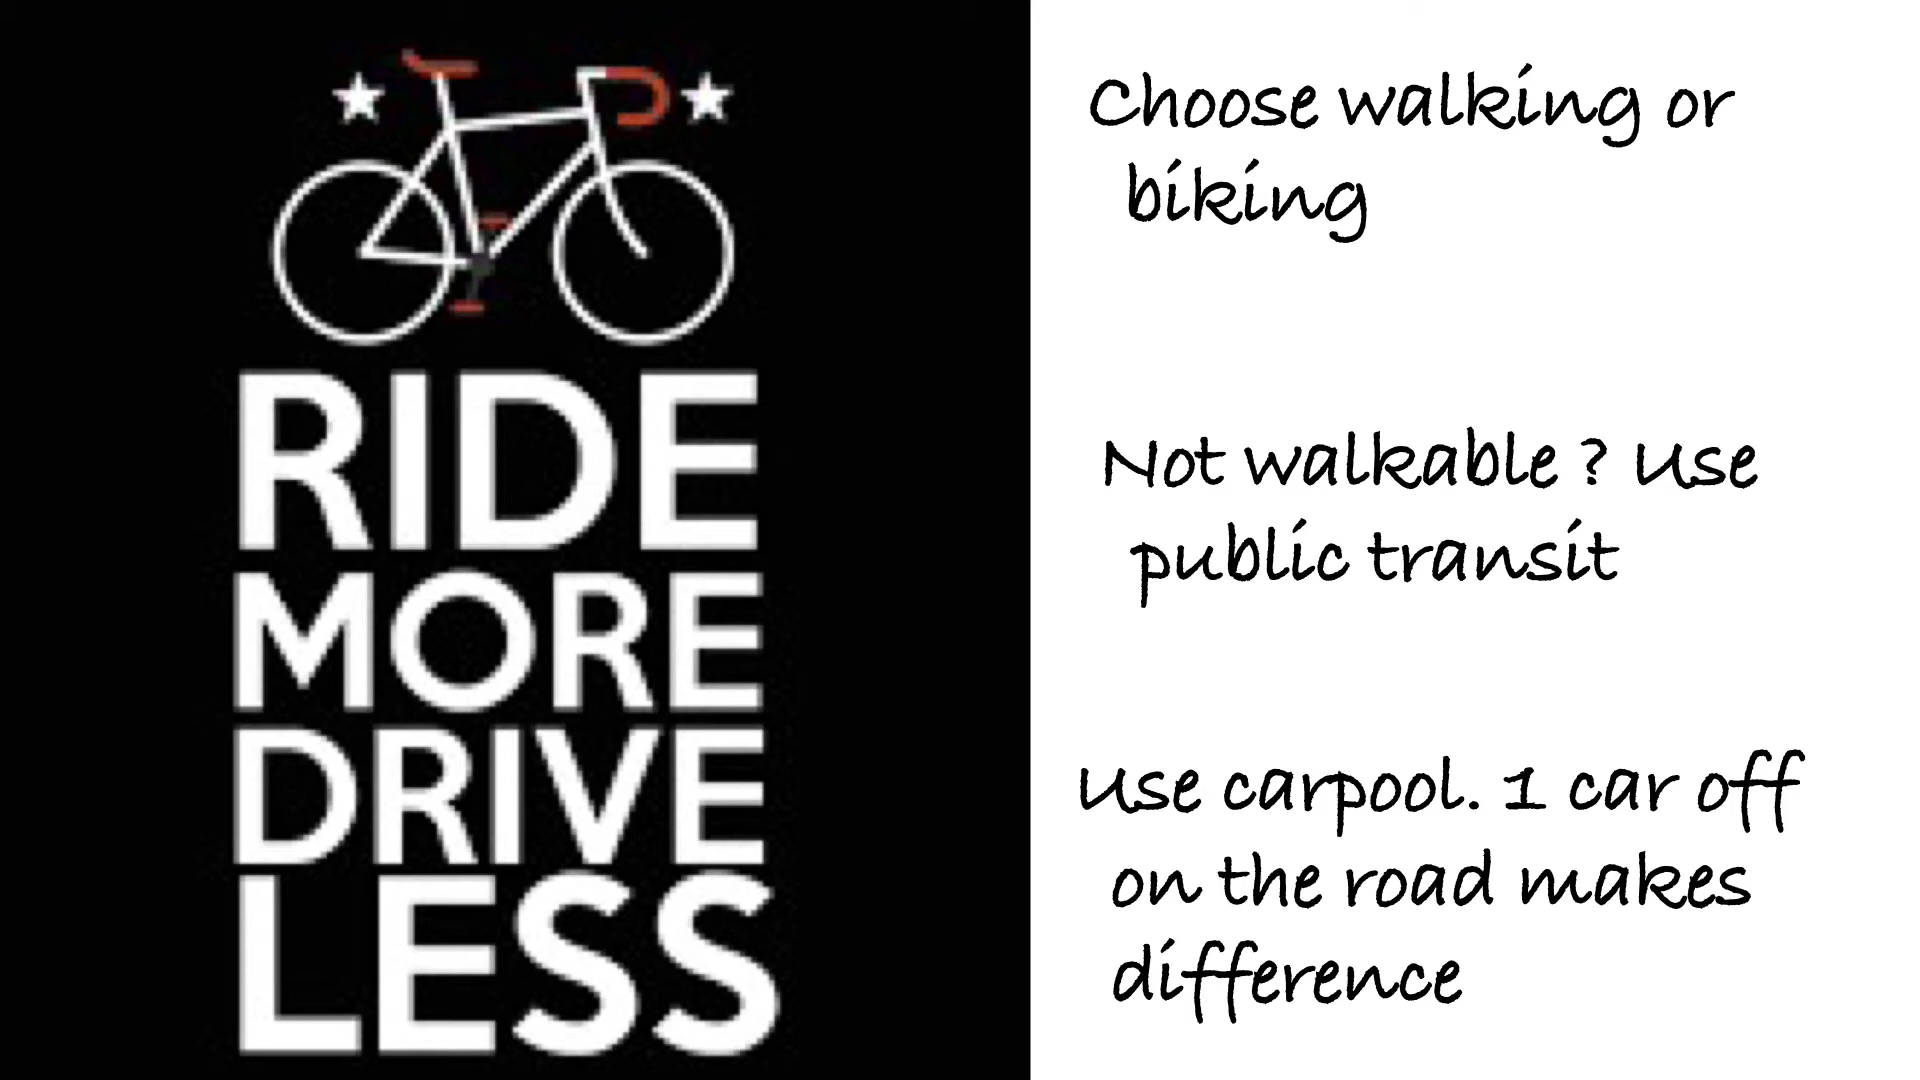 RIDE
MORE
DRIVE
LESS
Choose walking or
biking
Not walkable ? Use
public transit
Use carpool. 1 car off
on the road makes
difference